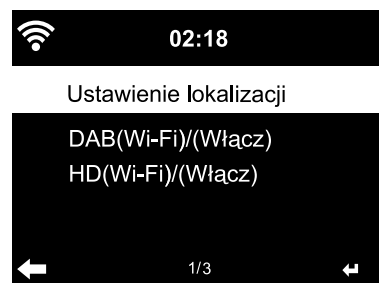 02:18
Ustawienie lokalizacji
DAB(Wi-Fi)/(Włącz)
HD(Wi-Fi)/(Włącz)
1/3